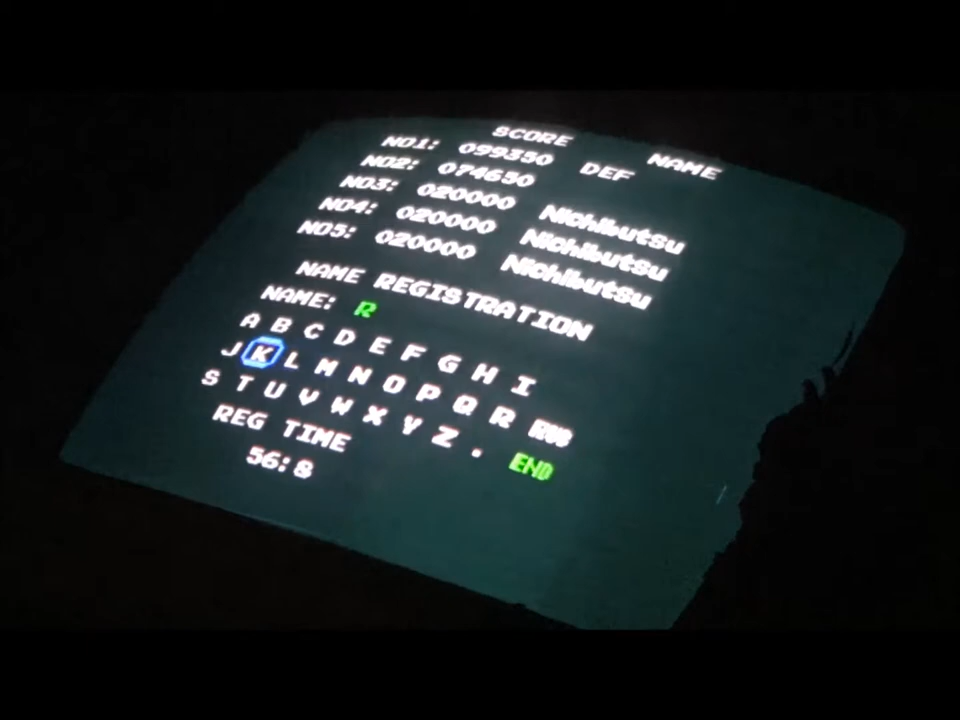 SCORE NAME
NO1: 099350 DEF
NO2: 074650
NO3: 020000 Nichibutsu
NO4: 020000 Nichibutsu
NO5: 020000 Nichibutsu
NAME REGISTRATION
NAME: R
A B C D E F G H I
J K L M N O P Q R RUB
S T U V W X Y Z . END
REG TIME
56:8